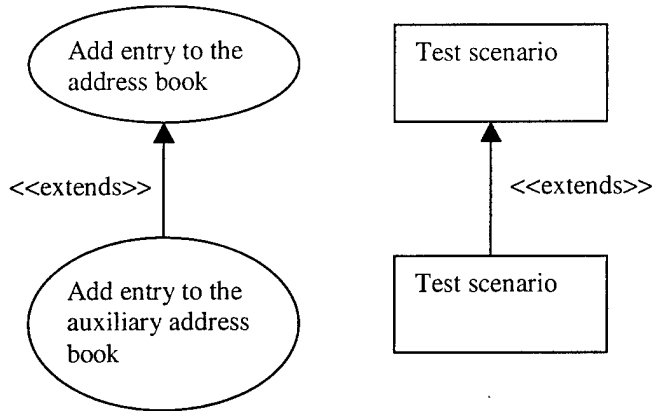 Add entry to the
address book
Test scenario
<<extends>>
<<extends>>
Add entry to the
auxiliary address
book
Test scenario